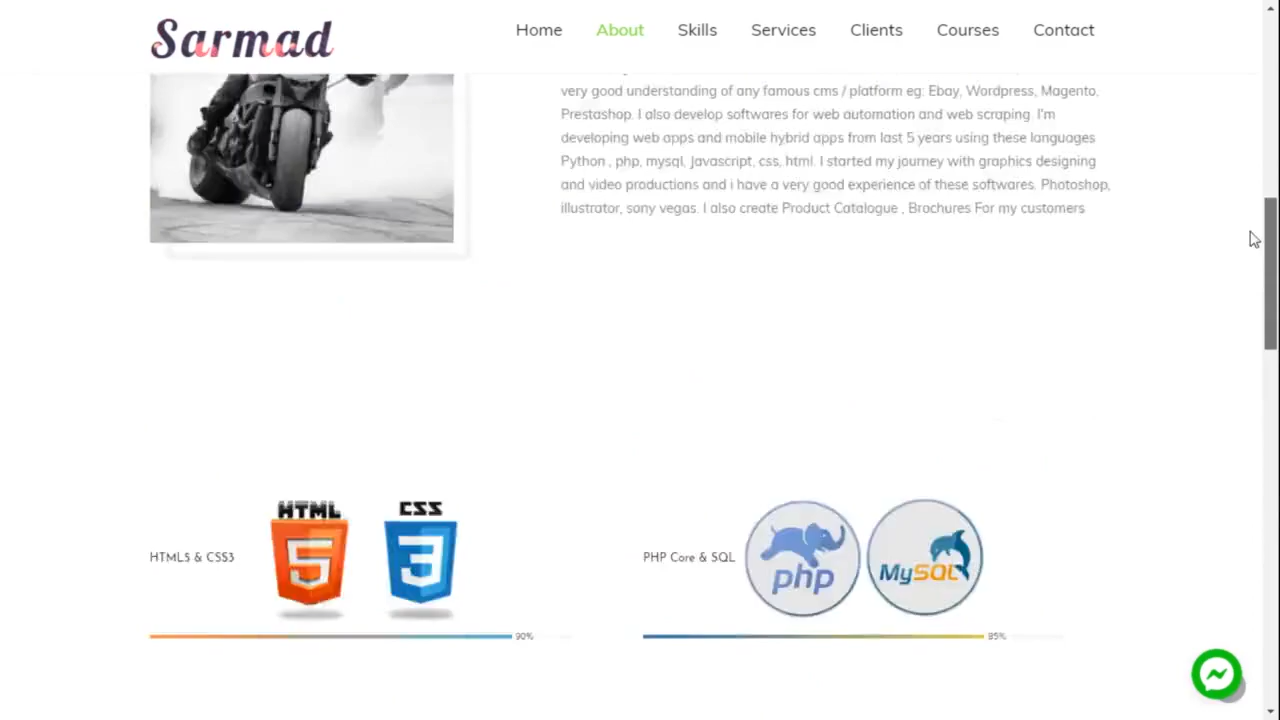 Sarmad
Home About Skills Services Clients Courses Contact
very good understanding of any famous cms / platform eg: Ebay, Wordpress, Magento,
Prestashop. I also develop softwares for web automation and web scraping. I'm
developing web apps and mobile hybrid apps from last 5 years using these languages
Python , php, mysql, Javascript, css, html. I started my journey with graphics designing
and video productions and i have a very good experience of these softwares. Photoshop,
illustrator, sony vegas. I also create Product Catalogue , Brochures For my customers
HTML5 & CSS3
HTML
5
CSS
3
90%
PHP Core & SQL
php
MySQL
85%